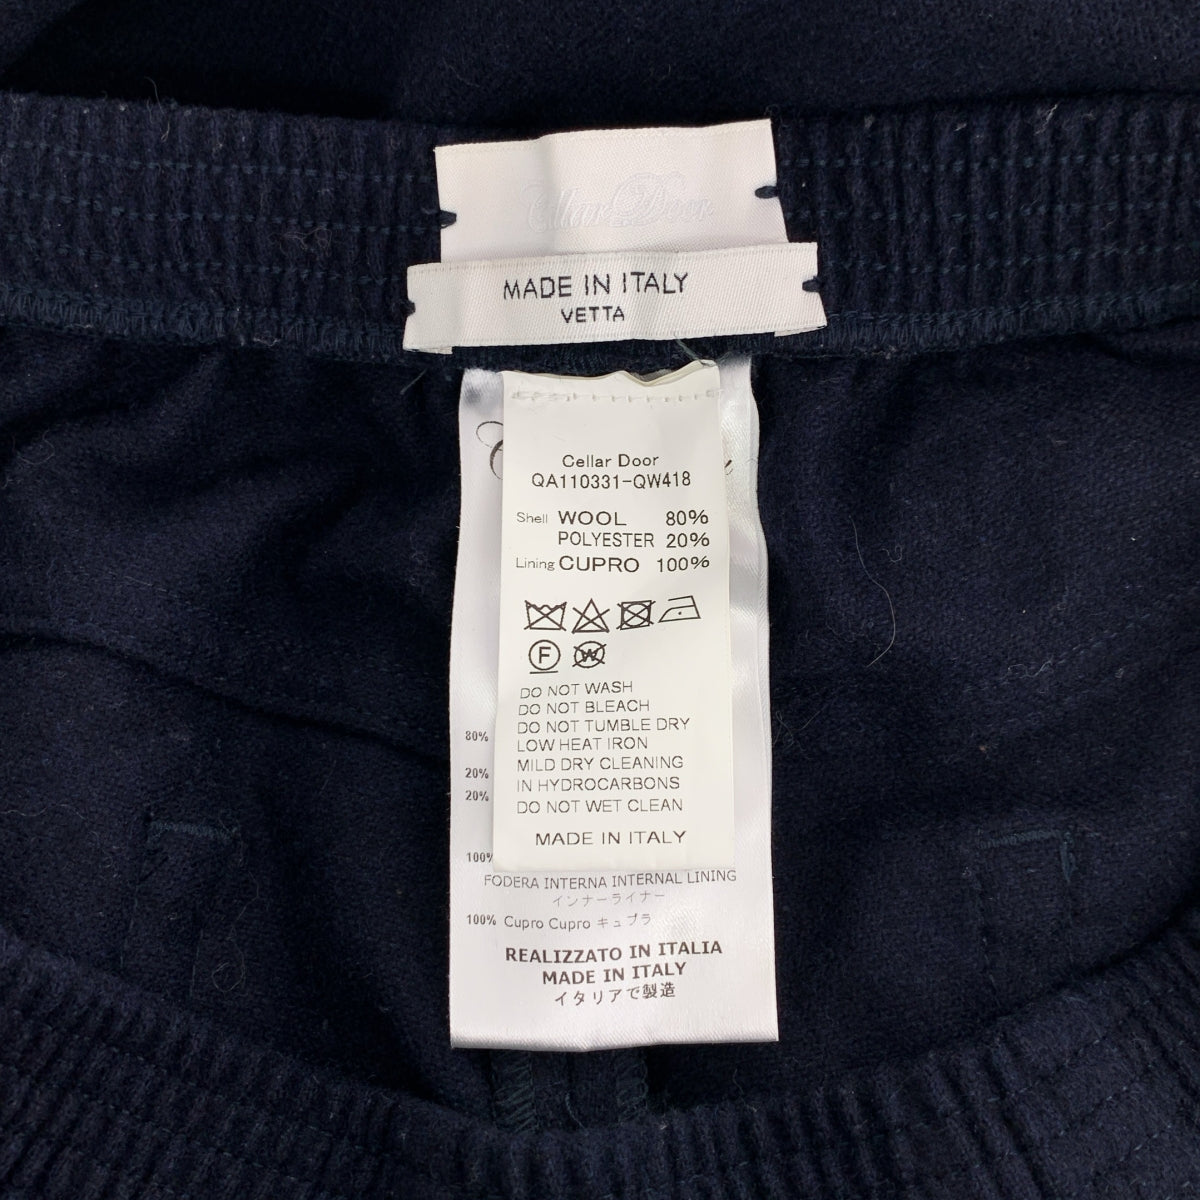 Cellar Door
MADE IN ITALY
VETTA
Cellar Door
QA110331-QW418
Shell WOOL 80%
POLYESTER 20%
Lining CUPRO 100%
F
W
DO NOT WASH
DO NOT BLEACH
DO NOT TUMBLE DRY
LOW HEAT IRON
MILD DRY CLEANING
IN HYDROCARBONS
DO NOT WET CLEAN
MADE IN ITALY
80%
20%
20%
100%
FODERA INTERNA INTERNAL LINING
インナーライナー
100% Cupro Cupro キュプラ
REALIZZATO IN ITALIA
MADE IN ITALY
イタリアで製造